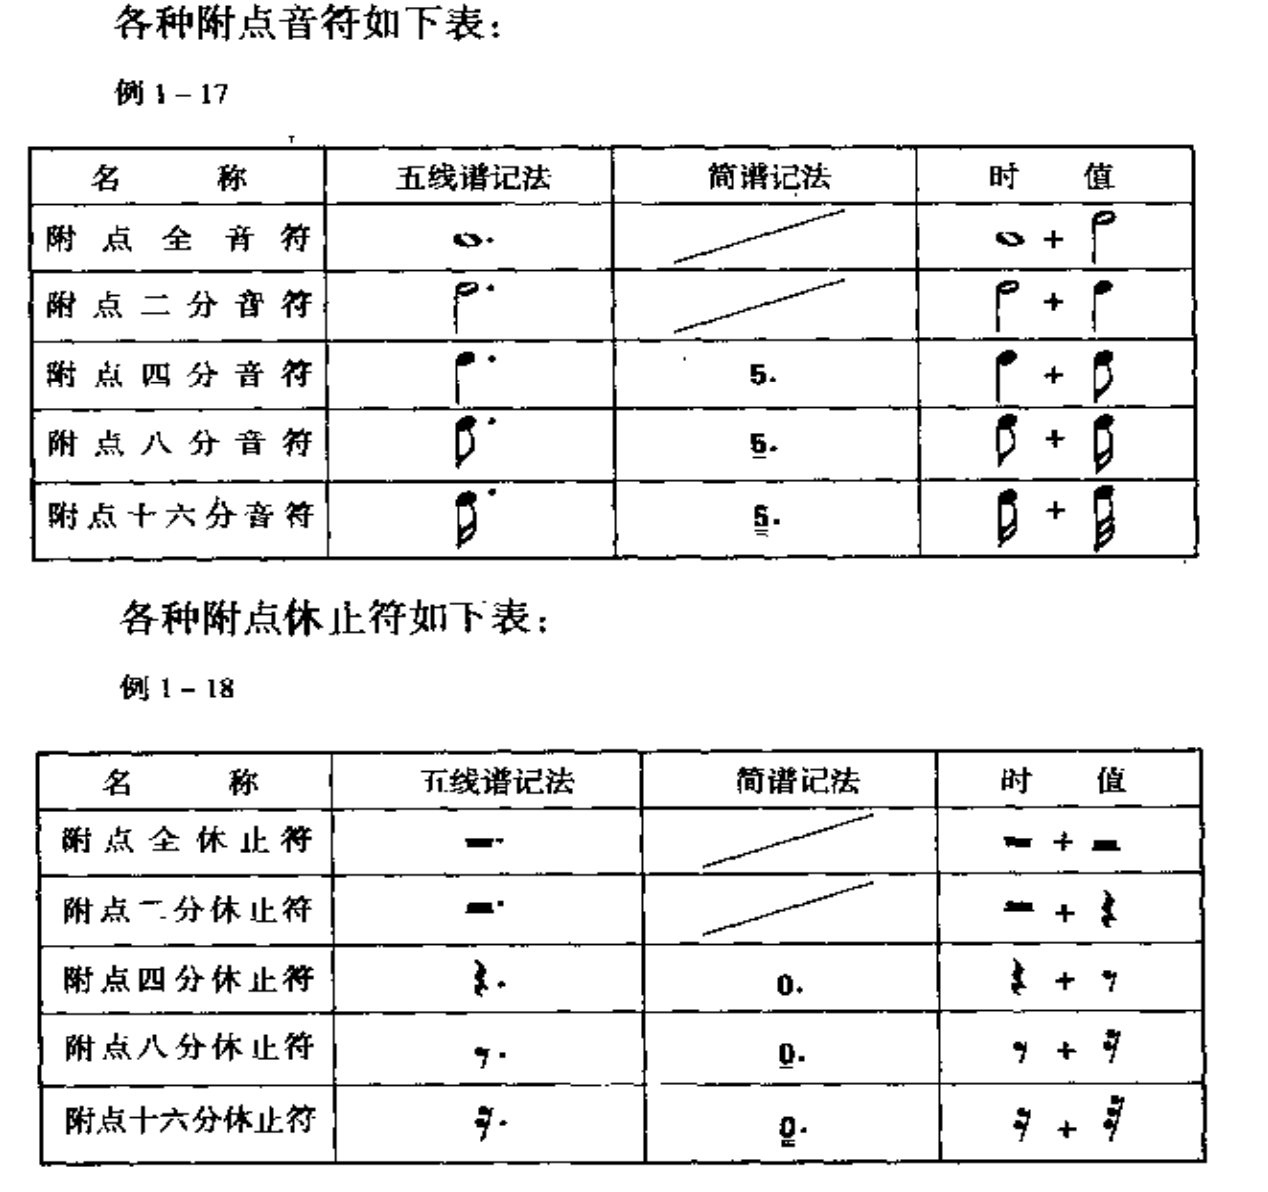 各种附点音符如下表：
例 1－17
名称 五线谱记法 简谱记法 时值
附点全音符 +
附点二分音符 +
附点四分音符 5. +
附点八分音符 5. +
附点十六分音符 5. +
各种附点休止符如下表：
例 1－18
名称 五线谱记法 简谱记法 时值
附点全休止符 +
附点二分休止符 +
附点四分休止符 0. +
附点八分休止符 0. +
附点十六分休止符 0. +